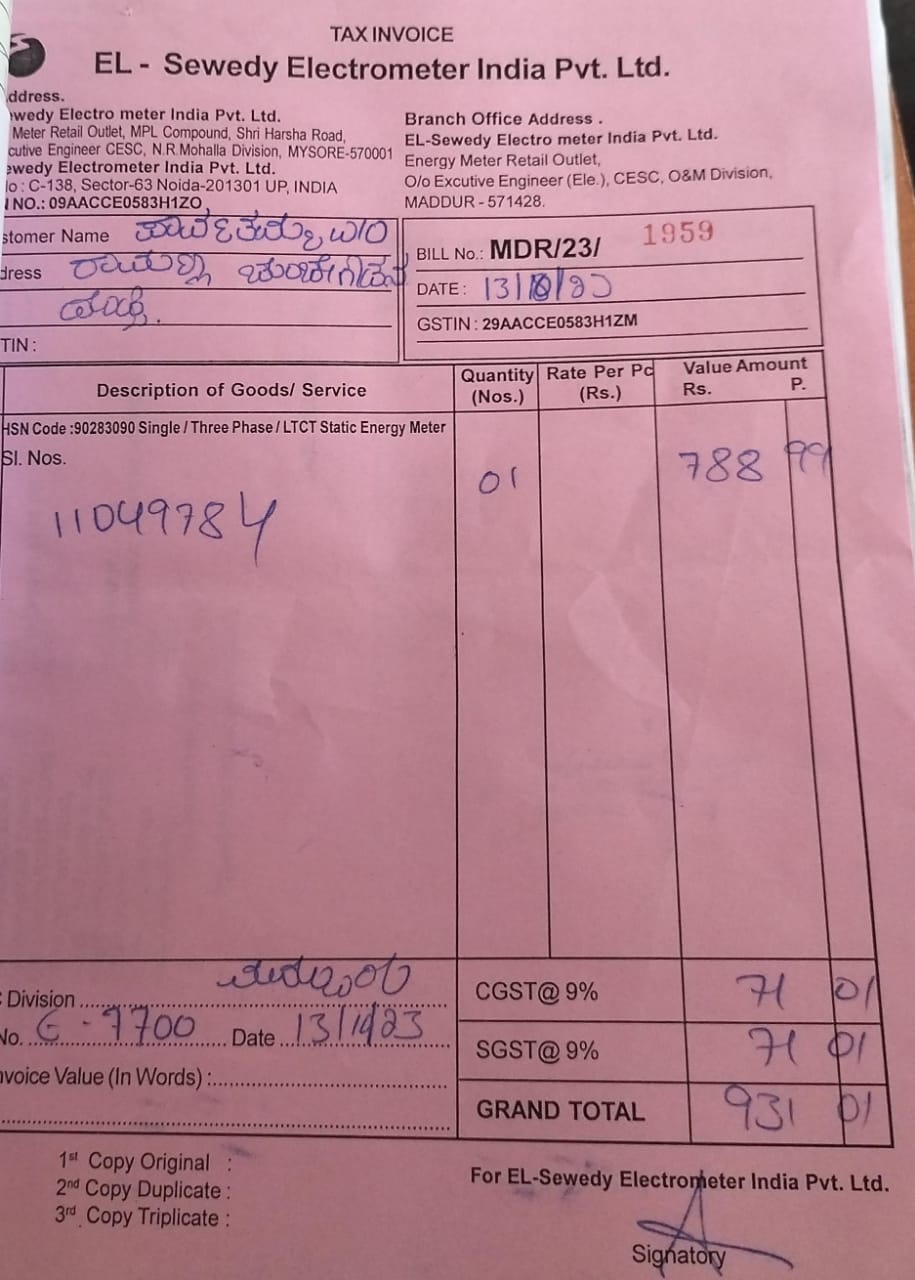 TAX INVOICE
EL - Sewedy Electrometer India Pvt. Ltd.
ddress.
wedy Electro meter India Pvt. Ltd.
Meter Retail Outlet, MPL Compound, Shri Harsha Road,
cutive Engineer CESC, N.R.Mohalla Division, MYSORE-570001
ewedy Electrometer India Pvt. Ltd.
lo : C-138, Sector-63 Noida-201301 UP, INDIA
NO.: 09AACCE0583H1ZO
Branch Office Address .
EL-Sewedy Electro meter India Pvt. Ltd.
Energy Meter Retail Outlet,
O/o Excutive Engineer (Ele.), CESC, O&M Division,
MADDUR - 571428.
stomer Name
dress
TIN :
BILL No.: MDR/23/ 1959
DATE : 13/
GSTIN : 29AACCE0583H1ZM
Description of Goods/ Service Quantity (Nos.) Rate Per Pc (Rs.) Value Amount Rs. P.
HSN Code :90283090 Single / Three Phase / LTCT Static Energy Meter
Sl. Nos.
11049784 01 788 99
Division
No. 7700 Date 13/10/23
nvoice Value (In Words) :
CGST@ 9% 71 01
SGST@ 9% 71 01
GRAND TOTAL 931 01
1st Copy Original :
2nd Copy Duplicate :
3rd Copy Triplicate :
For EL-Sewedy Electrometer India Pvt. Ltd.
Signatory